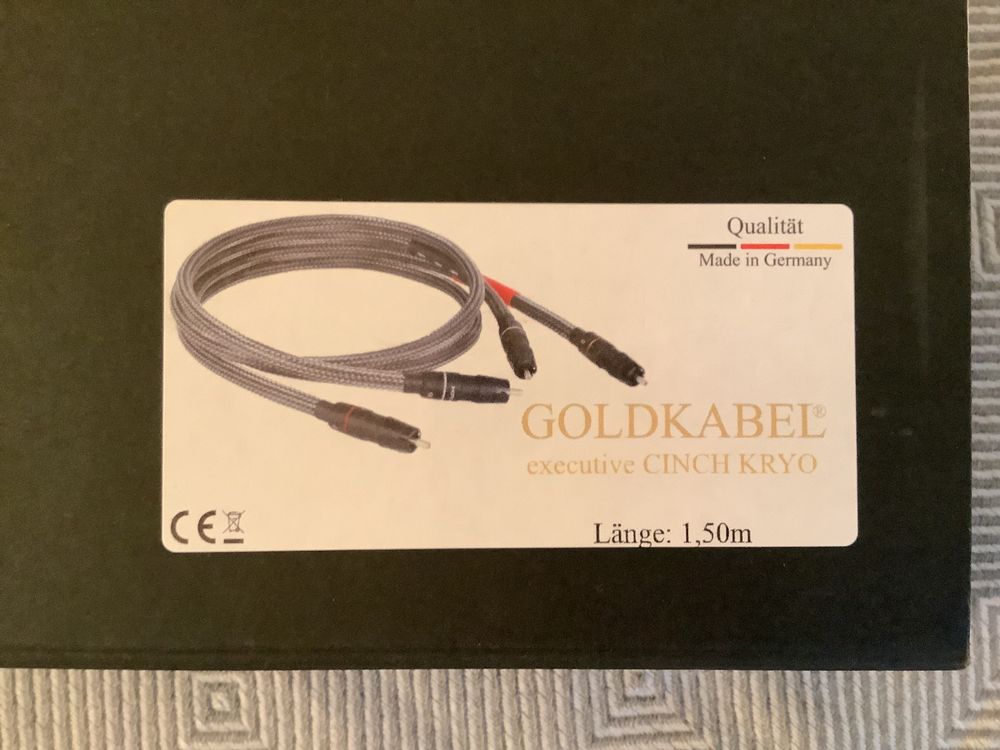 Qualität
Made in Germany
GOLDKABEL®
executive CINCH KRYO
CE
Länge: 1,50m